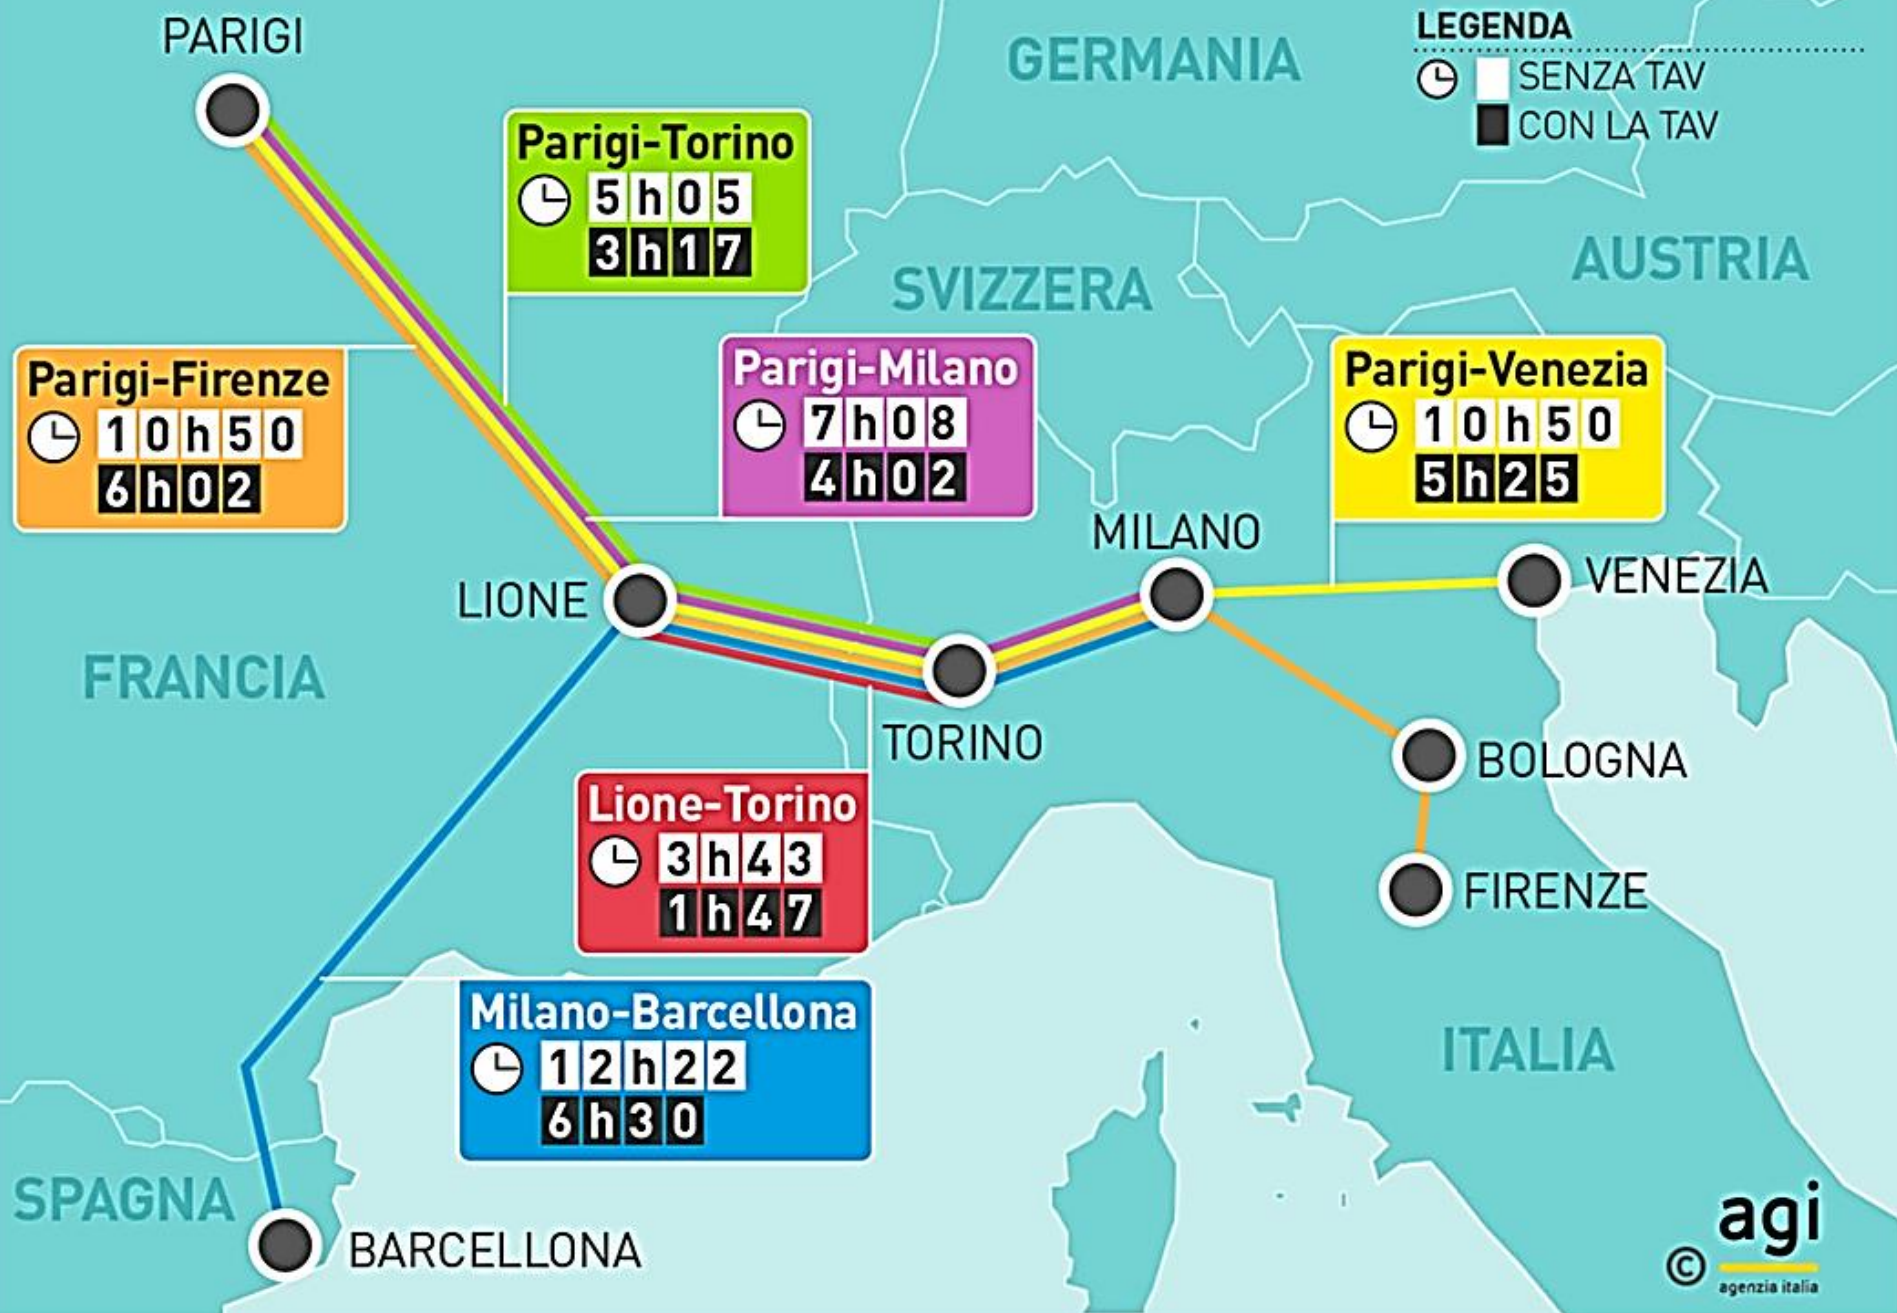 PARIGI
GERMANIA
LEGENDA
SENZA TAV
CON LA TAV
Parigi-Torino
5h05
3h17
SVIZZERA
AUSTRIA
Parigi-Firenze
10h50
6h02
Parigi-Milano
7h08
4h02
Parigi-Venezia
10h50
5h25
MILANO
VENEZIA
LIONE
FRANCIA
TORINO
BOLOGNA
Lione-Torino
3h43
1h47
FIRENZE
Milano-Barcellona
12h22
6h30
ITALIA
SPAGNA
BARCELLONA
© agi
agenzia italia